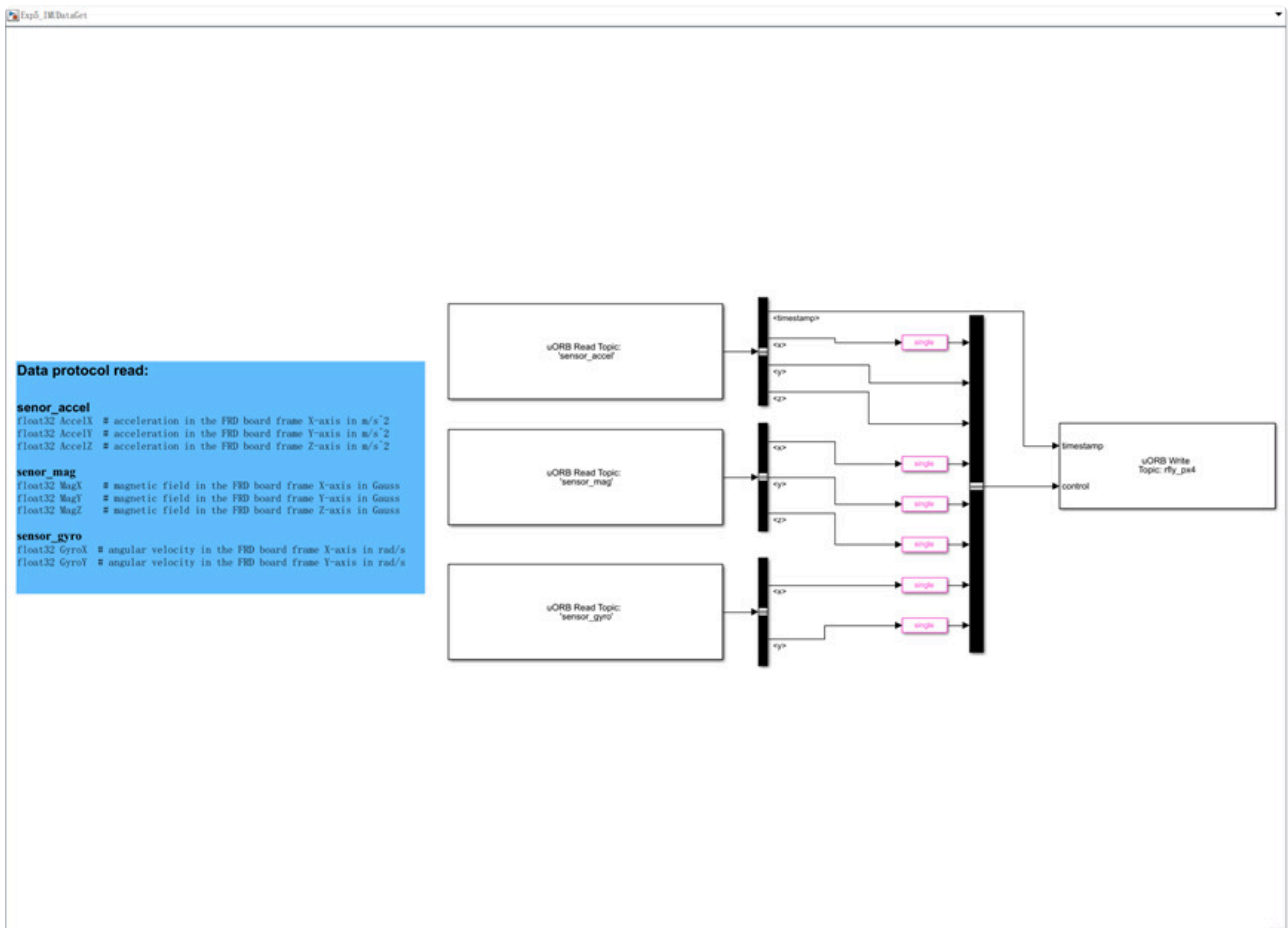 Exp5_IMUDataGet
Data protocol read:
senor_accel
float32 AccelX # acceleration in the FRD board frame X-axis in m/s^2
float32 AccelY # acceleration in the FRD board frame Y-axis in m/s^2
float32 AccelZ # acceleration in the FRD board frame Z-axis in m/s^2
senor_mag
float32 MagX # magnetic field in the FRD board frame X-axis in Gauss
float32 MagY # magnetic field in the FRD board frame Y-axis in Gauss
float32 MagZ # magnetic field in the FRD board frame Z-axis in Gauss
sensor_gyro
float32 GyroX # angular velocity in the FRD board frame X-axis in rad/s
float32 GyroY # angular velocity in the FRD board frame Y-axis in rad/s
uORB Read Topic:
'sensor_accel'
<timestamp>
<x>
<y>
<z>
single
uORB Read Topic:
'sensor_mag'
<x>
<y>
<z>
single
single
single
uORB Read Topic:
'sensor_gyro'
<x>
<y>
single
single
timestamp
control
uORB Write
Topic: rfly_px4